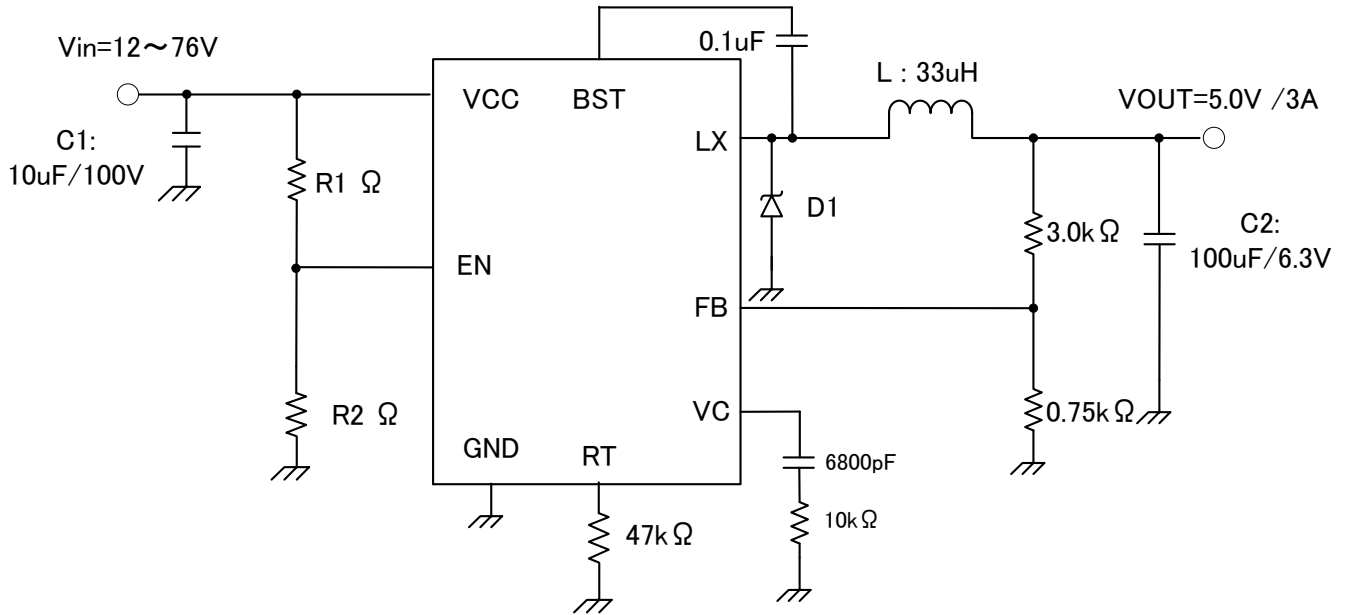 Vin=12～76V
0.1uF
L : 33uH
VCC
BST
VOUT=5.0V /3A
LX
C1:
10uF/100V
R1 Ω
D1
3.0kΩ
C2:
100uF/6.3V
EN
FB
R2 Ω
VC
0.75kΩ
GND
RT
6800pF
10kΩ
47kΩ